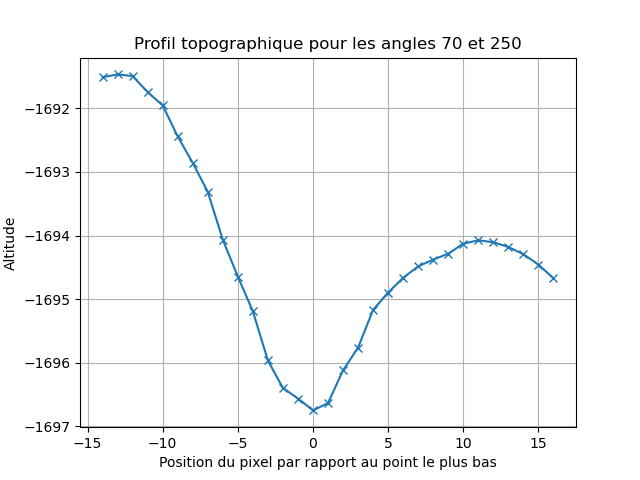 Profil topographique pour les angles 70 et 250
Altitude
−1692
−1693
−1694
−1695
−1696
−1697
−15 −10 −5 0 5 10 15
Position du pixel par rapport au point le plus bas